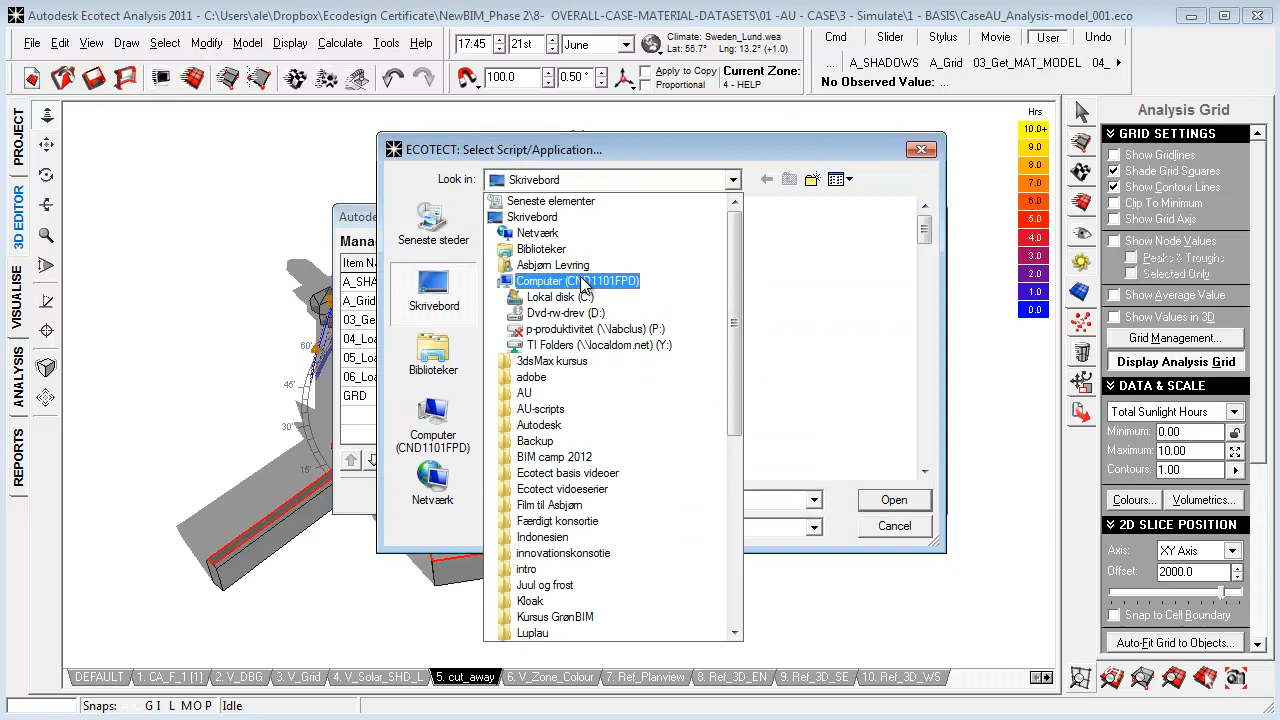 Autodesk Ecotect Analysis 2011 - C:\Users\ale\Dropbox\Ecodesign Certificate\NewBIM_Phase 2\8- OVERALL-CASE-MATERIAL-DATASETS\01 -AU - CASE\3 - Simulate\1 - BASIS\CaseAU_Analysis-model_001.eco
File Edit View Draw Select Modify Model Display Calculate Tools Help
17:45 21st June
Climate: Sweden_Lund.wea
Lat: 55.7° Lng: 13.2° (+1.0)
Cmd Slider Stylus Movie User Undo
... A_SHADOWS A_Grid 03_Get_MAT_MODEL 04_
No Observed Value: ...
100.0 0.50 °
Apply to Copy
Proportional
Current Zone:
4 - HELP
PROJECT
3D EDITOR
VISUALISE
ANALYSIS
REPORTS
Hrs
10.0+
9.0
8.0
7.0
6.0
5.0
4.0
3.0
2.0
1.0
0.0
60°
45°
30°
15°
Autodes
Manag
Item Na
A_SHA
A_Grid
03_Ge
04_Loa
05_Loa
06_Loa
GRD
ECOTECT: Select Script/Application...
Look in: Skrivebord
Seneste steder
Skrivebord
Biblioteker
Computer
(CND1101FPD)
Netværk
Seneste elementer
Skrivebord
Netværk
Biblioteker
Asbjørn Levring
Computer (CND1101FPD)
Lokal disk (C:)
Dvd-rw-drev (D:)
p-produktivitet (\\labclus) (P:)
TI Folders (\\localdom.net) (Y:)
3dsMax kursus
adobe
AU
AU-scripts
Autodesk
Backup
BIM camp 2012
Ecotect basis videoer
Ecotect vidoeserier
Film til Asbjøm
Færdigt konsortie
Indonesien
innovationskonsotie
intro
Juul og frost
Kloak
Kursus GrønBIM
Luplau
Open
Cancel
Analysis Grid
GRID SETTINGS
Show Gridlines
Shade Grid Squares
Show Contour Lines
Clip To Minimum
Show Grid Axis
Show Node Values
Peaks & Troughs
Selected Only
Show Average Value
Show Values in 3D
Grid Management...
Display Analysis Grid
DATA & SCALE
Total Sunlight Hours
Minimum: 0.00
Maximum: 10.00
Contours: 1.00
Colours... Volumetrics...
2D SLICE POSITION
Axis: XY Axis
Offset: 2000.0
Snap to Cell Boundary
Auto-Fit Grid to Objects...
DEFAULT 1. CA_F_1 [1] 2. V_DBG 3. V_Grid 4. V_Solar_SHD_L 5. cut_away 6. V_Zone_Colour 7. Ref_Planview 8. Ref_3D_EN 9. Ref_3D_SE 10. Ref_3D_WS
Snaps: G I L M O P Idle